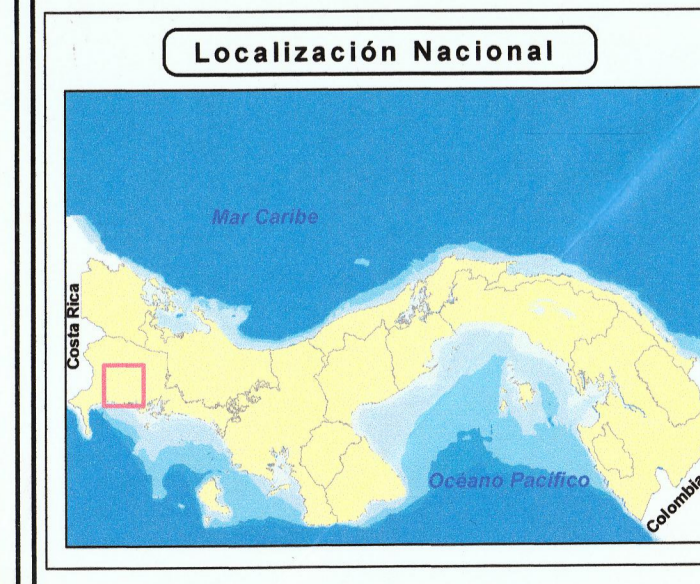 Localización Nacional
Mar Caribe
Costa Rica
Océano Pacífico
Colombia